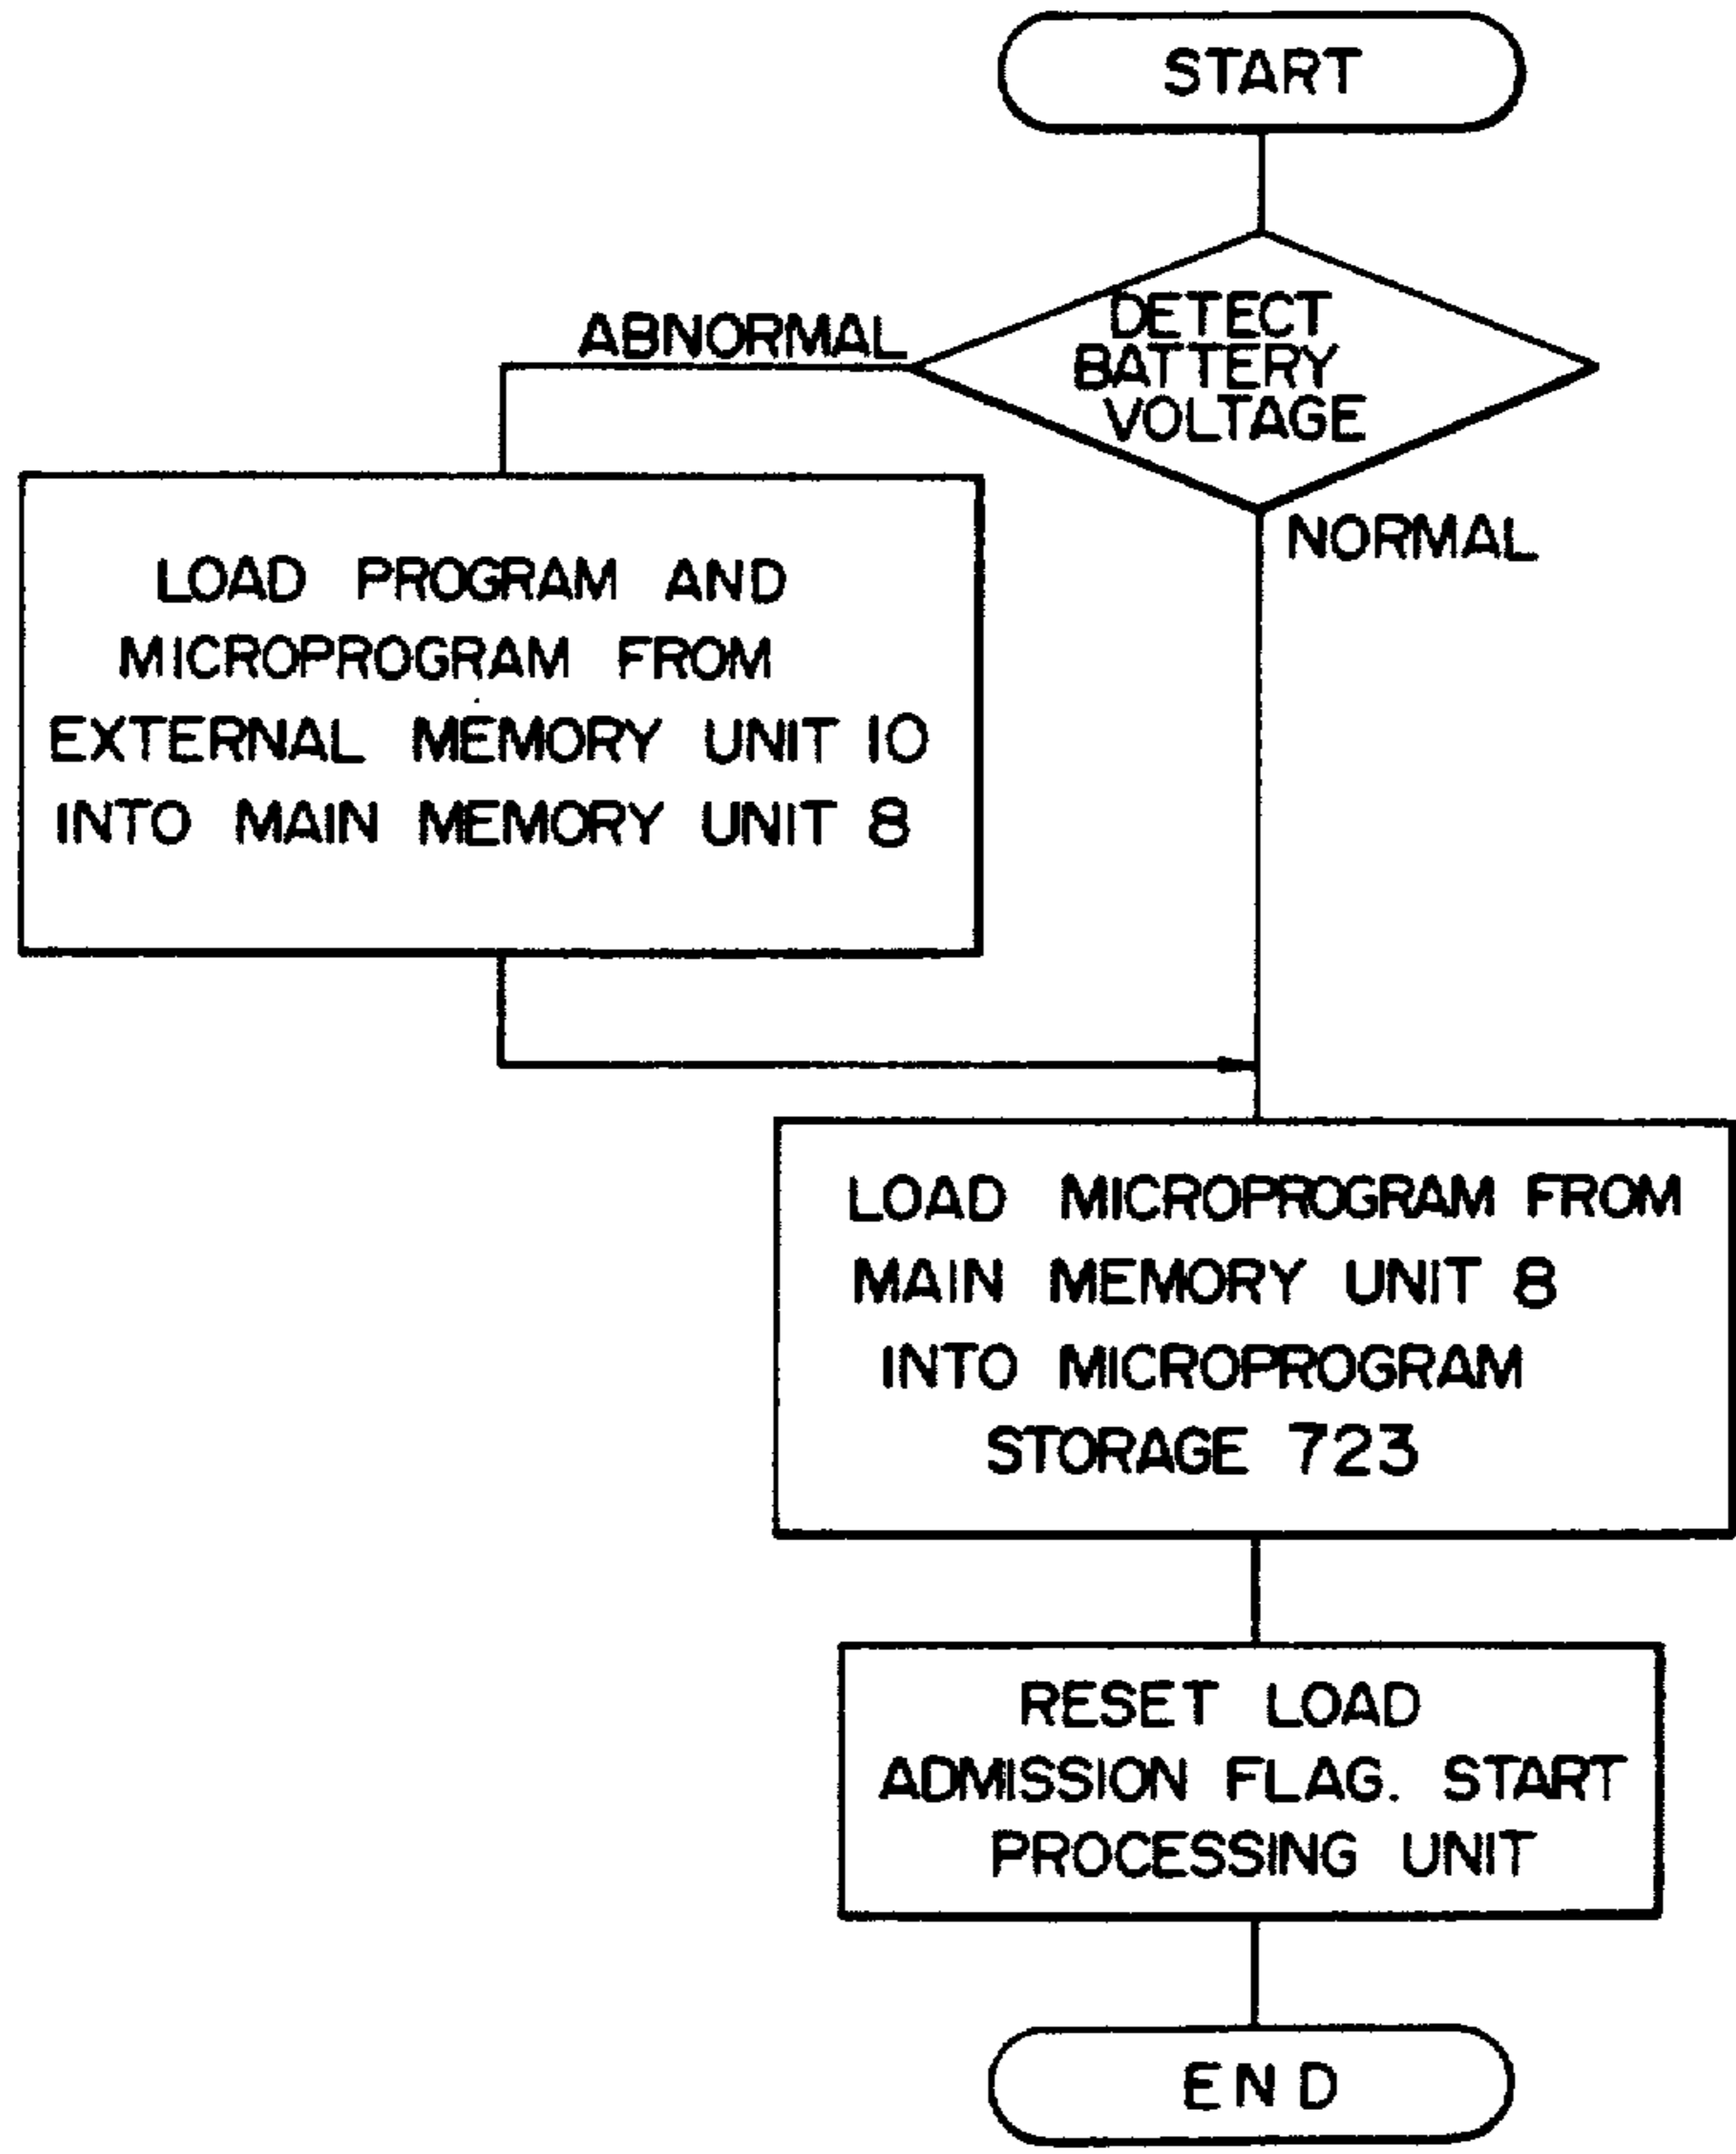 START
DETECT
BATTERY
VOLTAGE
ABNORMAL
NORMAL
LOAD PROGRAM AND
MICROPROGRAM FROM
EXTERNAL MEMORY UNIT 10
INTO MAIN MEMORY UNIT 8
LOAD MICROPROGRAM FROM
MAIN MEMORY UNIT 8
INTO MICROPROGRAM
STORAGE 723
RESET LOAD
ADMISSION FLAG. START
PROCESSING UNIT
END